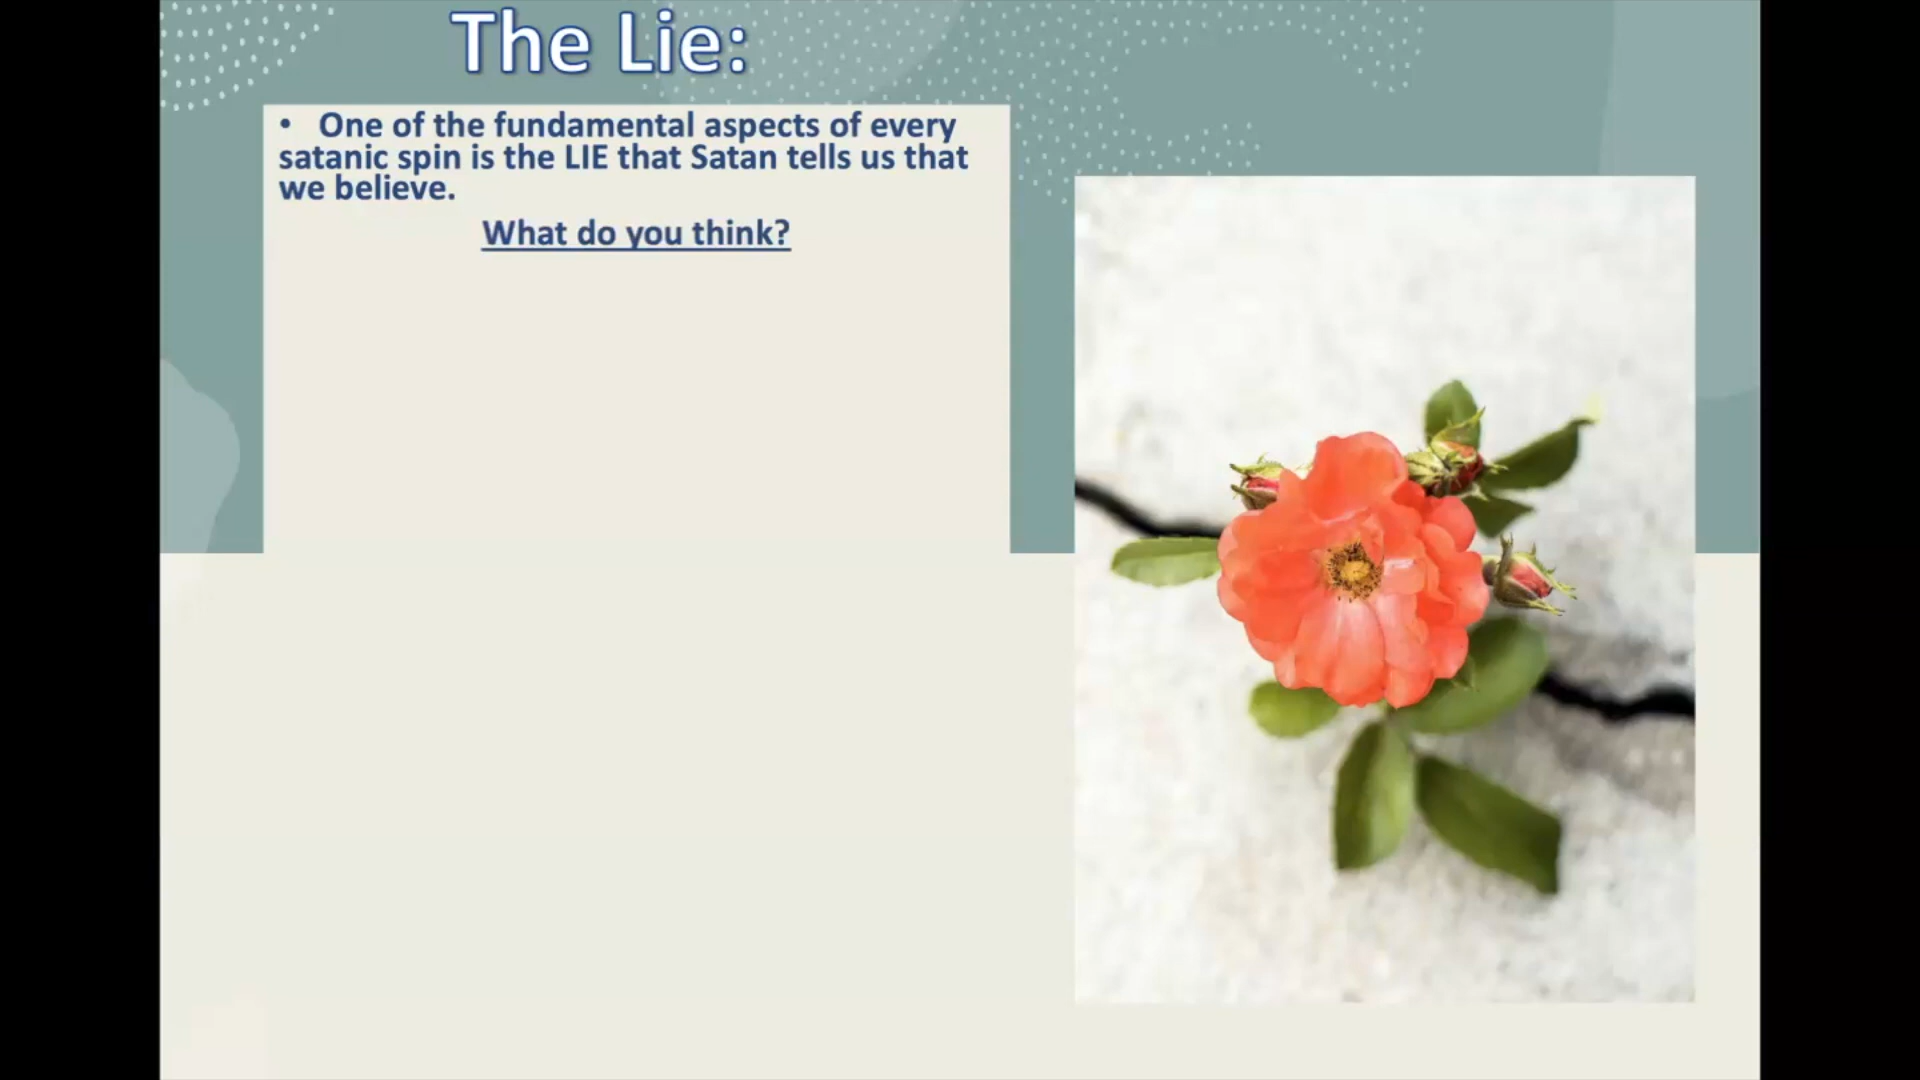 The Lie:
• One of the fundamental aspects of every
satanic spin is the LIE that Satan tells us that
we believe.
What do you think?